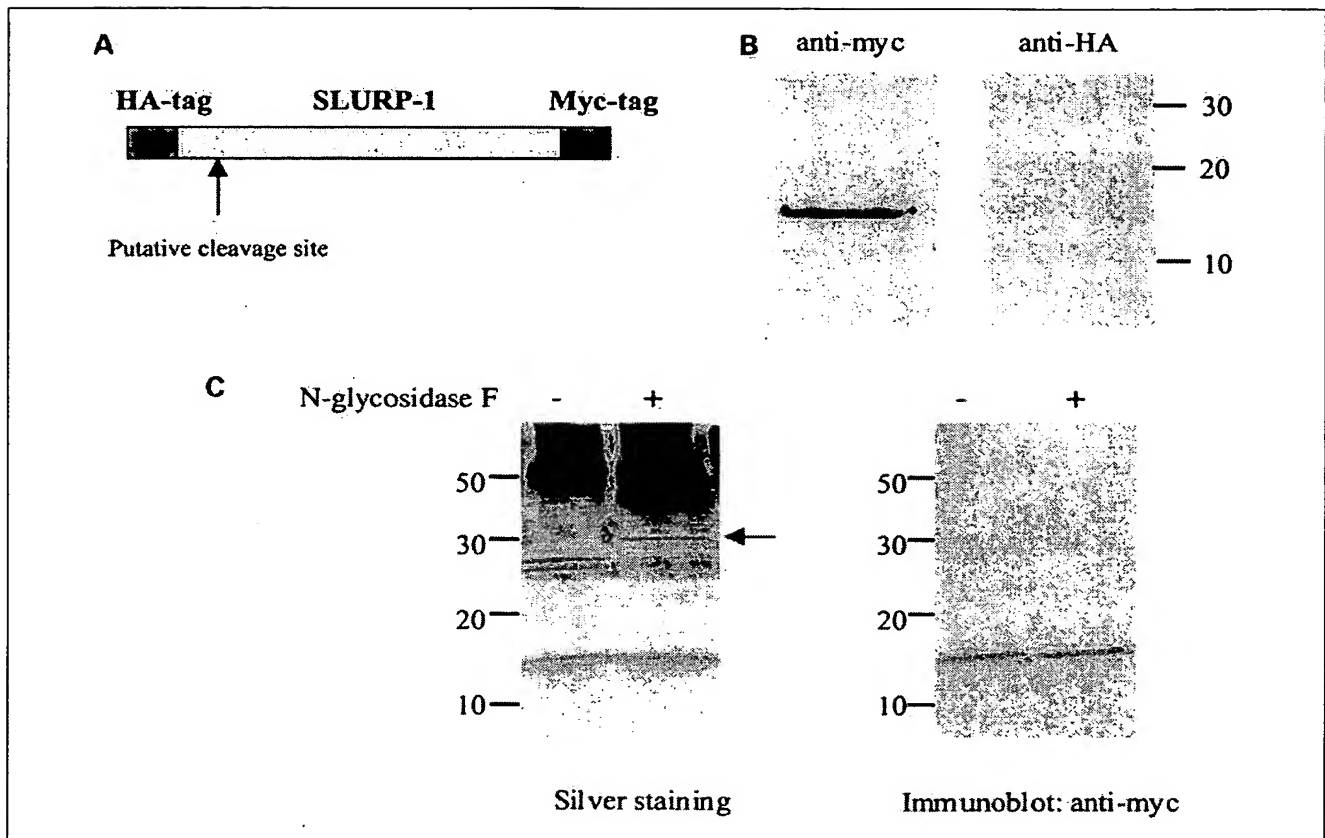 A
HA-tag SLURP-1 Myc-tag
Putative cleavage site
B
anti-myc anti-HA
30
20
10
C
N-glycosidase F - +
50
30
20
10
Silver staining
- +
50
30
20
10
Immunoblot: anti-myc